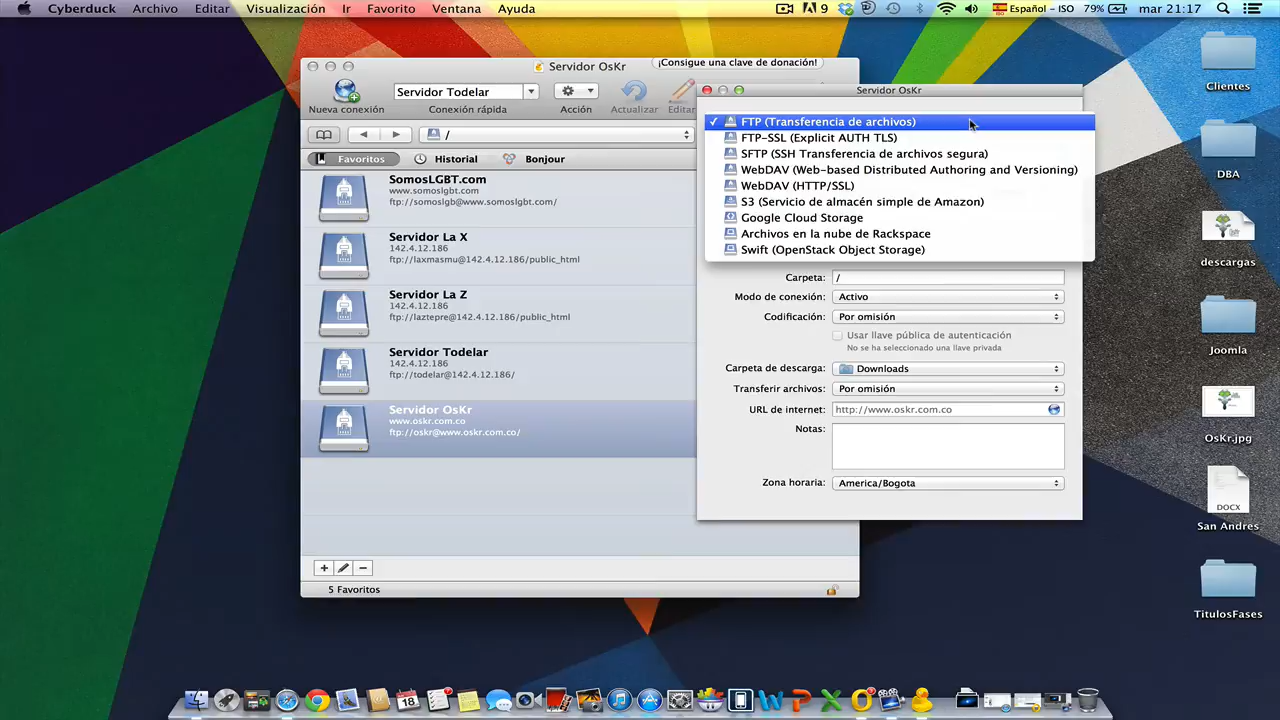 Cyberduck Archivo Editar Visualización Ir Favorito Ventana Ayuda
9 Español - ISO 79% mar 21:17
Servidor OsKr
¡Consigue una clave de donación!
Servidor Todelar
Nueva conexión Conexión rápida Acción Actualizar Editar
/
Favoritos Historial Bonjour
SomosLGBT.com
www.somoslgbt.com
ftp://somoslgb@www.somoslgbt.com/
Servidor La X
142.4.12.186
ftp://laxmasmu@142.4.12.186/public_html
Servidor La Z
142.4.12.186
ftp://laztepre@142.4.12.186/public_html
Servidor Todelar
142.4.12.186
ftp://todelar@142.4.12.186/
Servidor OsKr
www.oskr.com.co
ftp://oskr@www.oskr.com.co/
5 Favoritos
Servidor OsKr
FTP (Transferencia de archivos)
FTP-SSL (Explicit AUTH TLS)
SFTP (SSH Transferencia de archivos segura)
WebDAV (Web-based Distributed Authoring and Versioning)
WebDAV (HTTP/SSL)
S3 (Servicio de almacén simple de Amazon)
Google Cloud Storage
Archivos en la nube de Rackspace
Swift (OpenStack Object Storage)
Carpeta: /
Modo de conexión: Activo
Codificación: Por omisión
Usar llave pública de autenticación
No se ha seleccionado una llave privada
Carpeta de descarga: Downloads
Transferir archivos: Por omisión
URL de internet: http://www.oskr.com.co
Notas:
Zona horaria: America/Bogota
Clientes
DBA
descargas
Joomla
OsKr.jpg
DOCX
San Andres
TitulosFases
18